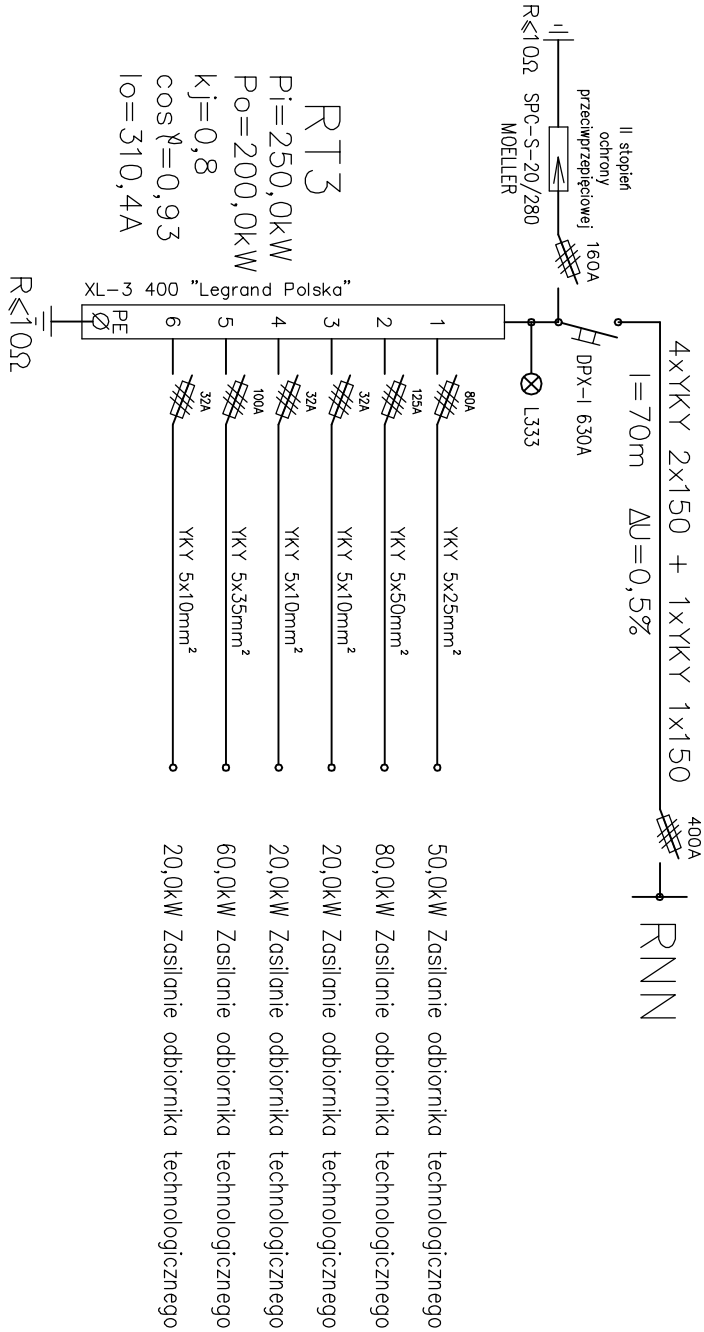 RNN
400A
4xYKY 2x150 + 1xYKY 1x150
l=70m ΔU=0,5%
DPX-I 630A
L333
160A
II stopień
ochrony
przeciwprzepięciowej
SPC-S-20/280
MOELLER
R≤10Ω
RT3
Pi=250,0kW
Po=200,0kW
kj=0,8
cosφ=0,93
Io=310,4A
XL-3 400 "Legrand Polska"
1 80A YKY 5x25mm² 50,0kW Zasilanie odbiornika technologicznego
2 125A YKY 5x50mm² 80,0kW Zasilanie odbiornika technologicznego
3 32A YKY 5x10mm² 20,0kW Zasilanie odbiornika technologicznego
4 32A YKY 5x10mm² 20,0kW Zasilanie odbiornika technologicznego
5 100A YKY 5x35mm² 60,0kW Zasilanie odbiornika technologicznego
6 32A YKY 5x10mm² 20,0kW Zasilanie odbiornika technologicznego
PE
R≤10Ω